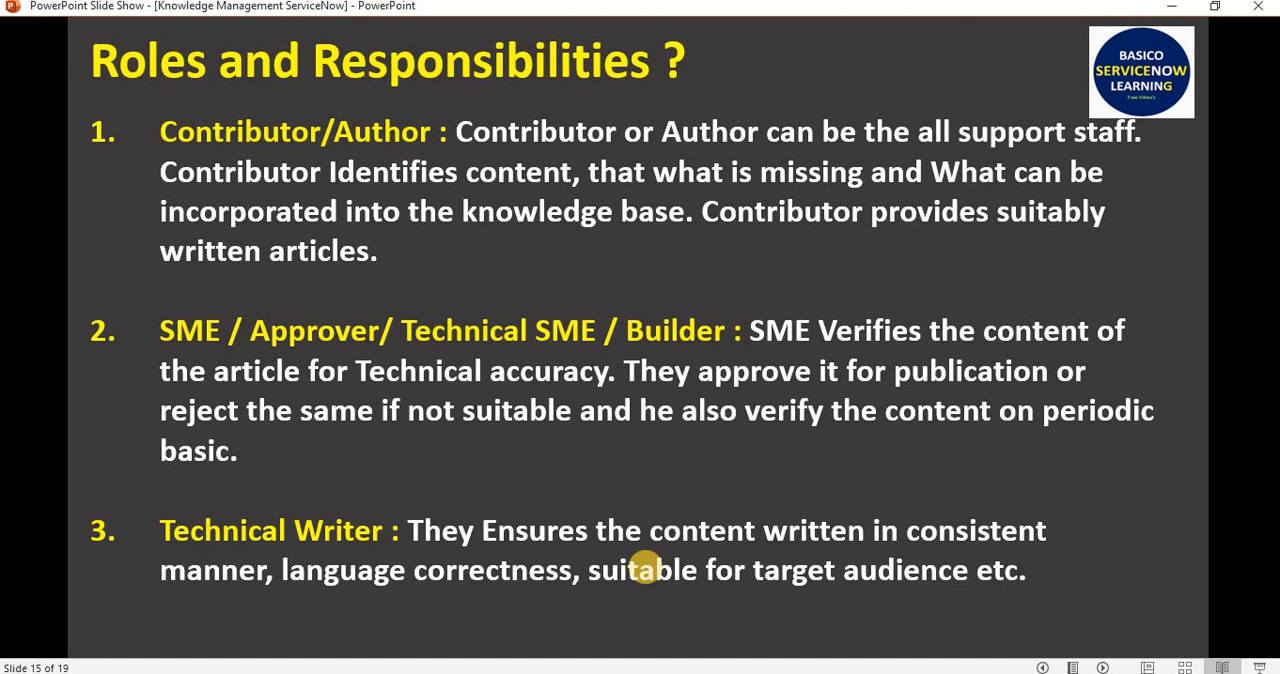 PowerPoint Slide Show - [Knowledge Management ServiceNow] - PowerPoint
Roles and Responsibilities ?
BASICO
SERVICENOW
LEARNING
Free Video's
1. Contributor/Author : Contributor or Author can be the all support staff.
Contributor Identifies content, that what is missing and What can be
incorporated into the knowledge base. Contributor provides suitably
written articles.
2. SME / Approver/ Technical SME / Builder : SME Verifies the content of
the article for Technical accuracy. They approve it for publication or
reject the same if not suitable and he also verify the content on periodic
basic.
3. Technical Writer : They Ensures the content written in consistent
manner, language correctness, suitable for target audience etc.
Slide 15 of 19